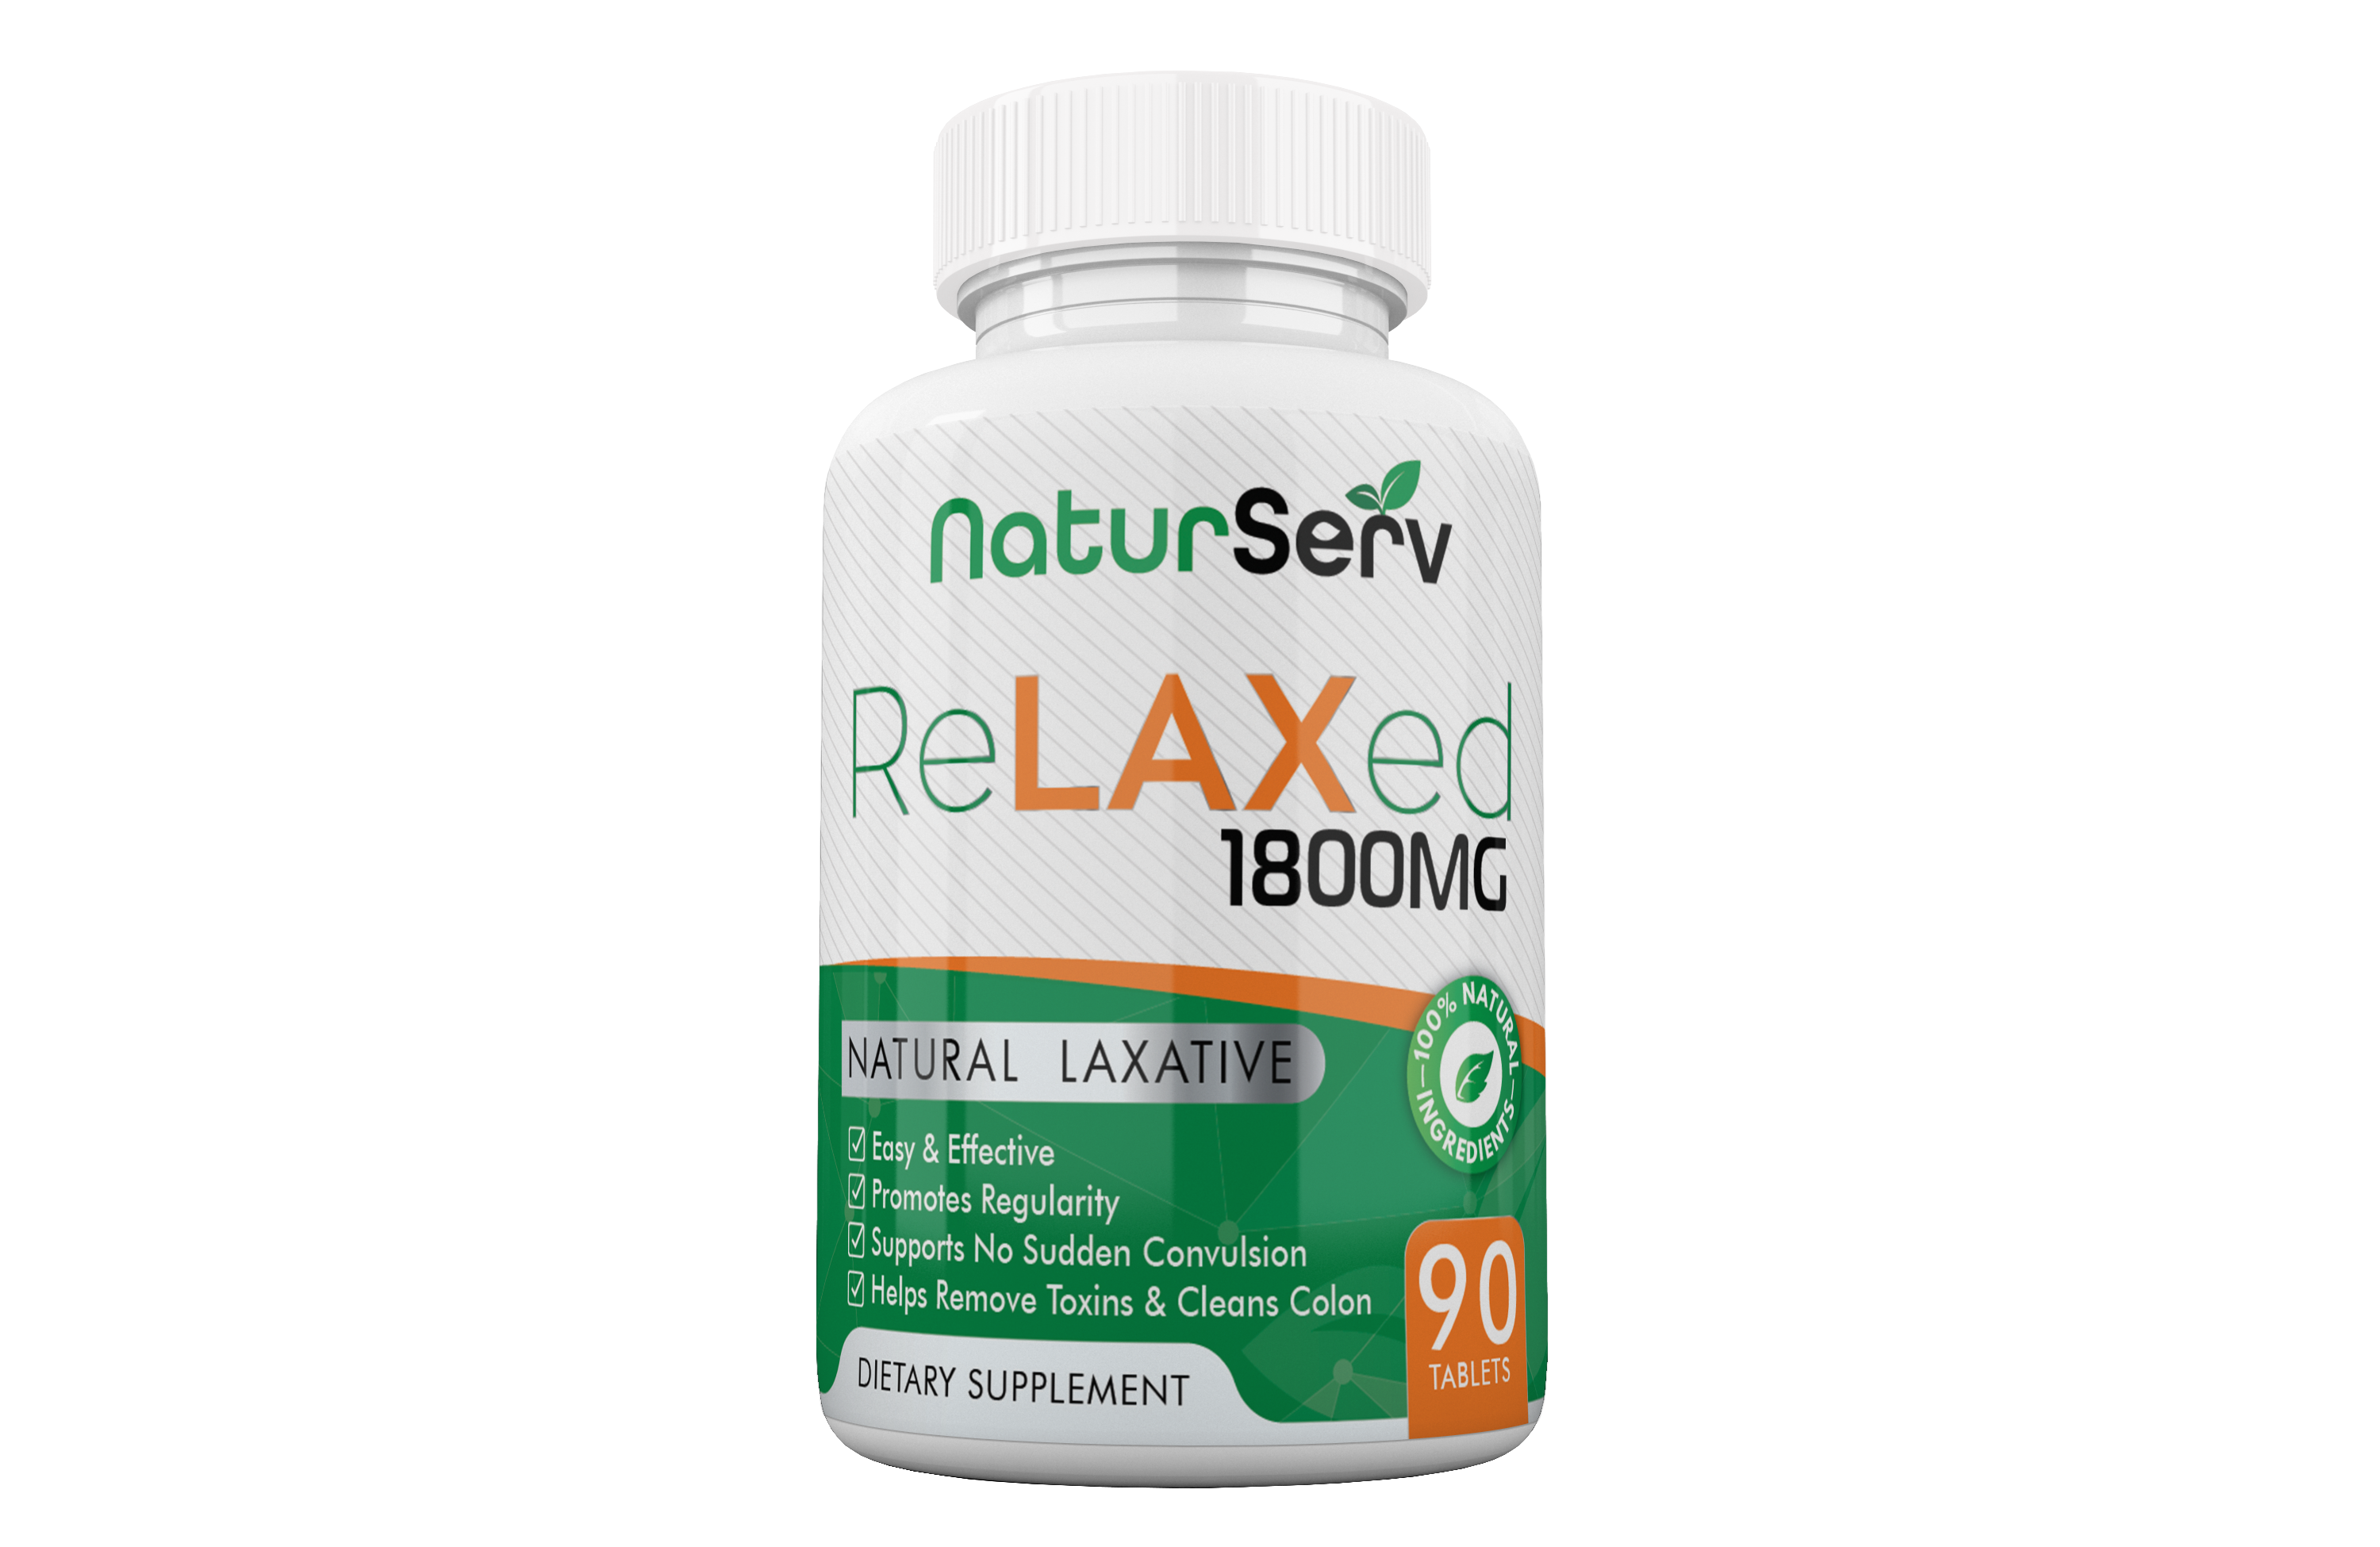 NaturServ
ReLAXed
1800MG
NATURAL LAXATIVE
100% NATURAL
INGREDIENTS
Easy & Effective
Promotes Regularity
Supports No Sudden Convulsion
Helps Remove Toxins & Cleans Colon
90
TABLETS
DIETARY SUPPLEMENT